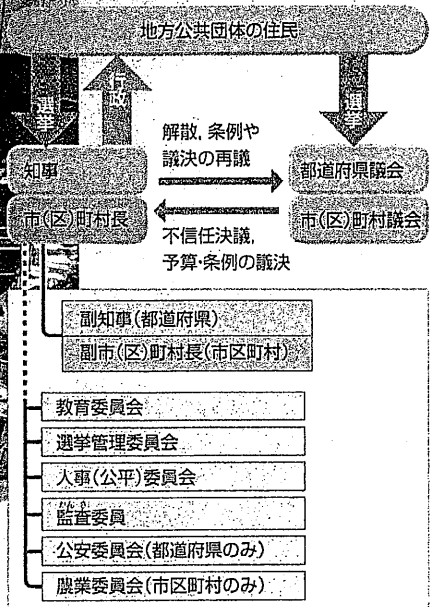 地方公共団体の住民
選挙
行政
選挙
解散,条例や
議決の再議
知事
都道府県議会
市(区)町村長
市(区)町村議会
不信任決議,
予算・条例の議決
副知事(都道府県)
副市(区)町村長(市区町村)
教育委員会
選挙管理委員会
人事(公平)委員会
かんさ
監査委員
公安委員会(都道府県のみ)
農業委員会(市区町村のみ)